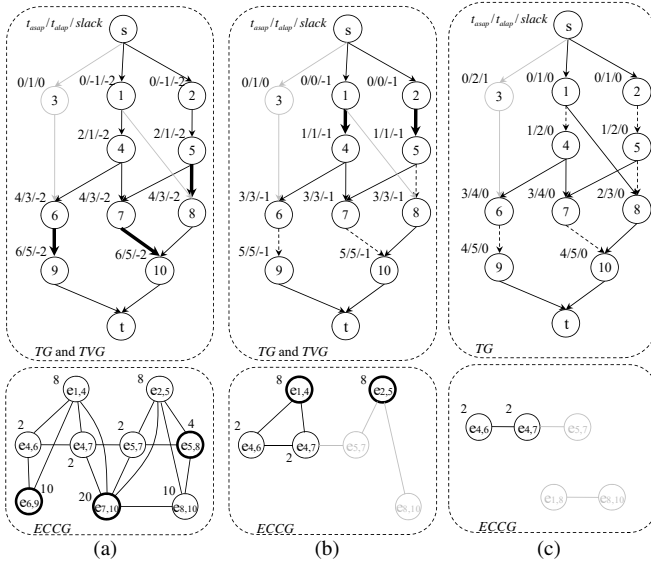 t_asap / t_alap / slack
s
0/1/0
0/-1/-2
0/-1/-2
3
1
2
2/1/-2
2/1/-2
4
5
4/3/-2
4/3/-2
4/3/-2
6
7
8
6/5/-2
6/5/-2
9
10
t
TG and TVG
8
8
e1,4
e2,5
2
2
4
e4,6
e4,7
e5,7
e5,8
2
10
20
10
e6,9
e7,10
e8,10
ECCG
(a)
t_asap / t_alap / slack
s
0/1/0
0/0/-1
0/0/-1
3
1
2
1/1/-1
1/1/-1
4
5
3/3/-1
3/3/-1
3/3/-1
6
7
8
5/5/-1
5/5/-1
9
10
t
TG and TVG
8
8
e1,4
e2,5
2
e4,6
e4,7
e5,7
2
e8,10
ECCG
(b)
t_asap / t_alap / slack
s
0/2/1
0/1/0
0/1/0
3
1
2
1/2/0
1/2/0
4
5
3/4/0
3/4/0
2/3/0
6
7
8
4/5/0
4/5/0
9
10
t
TG
2
2
e4,6
e4,7
e5,7
e1,8
e8,10
ECCG
(c)